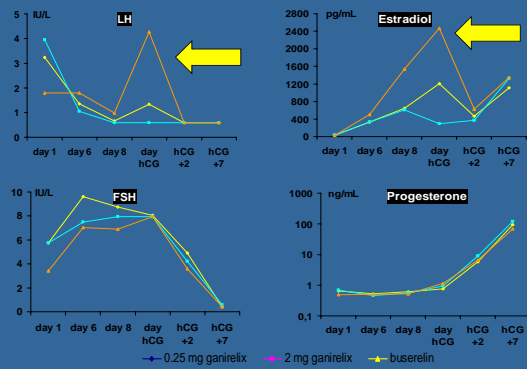 IU/L
LH
5
4
3
2
1
0
day 1 day 6 day 8 day hCG hCG
hCG +2 +7
pg/mL
Estradiol
2800
2400
2000
1600
1200
800
400
0
day 1 day 6 day 8 day hCG hCG
hCG +2 +7
IU/L
FSH
10
8
6
4
2
0
day 1 day 6 day 8 day hCG hCG
hCG +2 +7
ng/mL
Progesterone
1000
100
10
1
0,1
day 1 day 6 day 8 day hCG hCG
hCG +2 +7
0.25 mg ganirelix 2 mg ganirelix buserelin